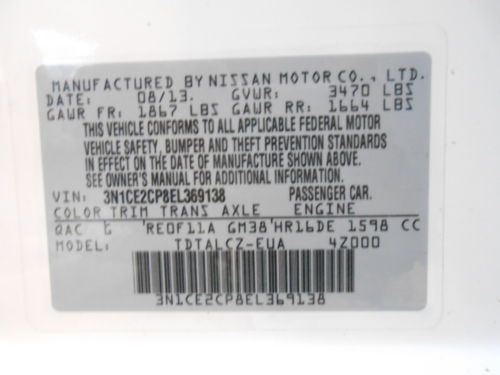 MANUFACTURED BY NISSAN MOTOR CO., LTD.
DATE: 08/13. GVWR: 3470 LBS
GAWR FR: 1867 LBS GAWR RR: 1664 LBS
THIS VEHICLE CONFORMS TO ALL APPLICABLE FEDERAL MOTOR
VEHICLE SAFETY, BUMPER AND THEFT PREVENTION STANDARDS
IN EFFECT ON THE DATE OF MANUFACTURE SHOWN ABOVE.
SEE OWNER'S MANUAL FOR ADDITIONAL INFORMATION.
VIN: 3N1CE2CP8EL369138 PASSENGER CAR.
COLOR TRIM TRANS AXLE ENGINE
QAC G RE0F11A GM38 HR16DE 1598 CC
MODEL: TDTALCZ-EUA 4Z000
3N1CE2CP8EL369138